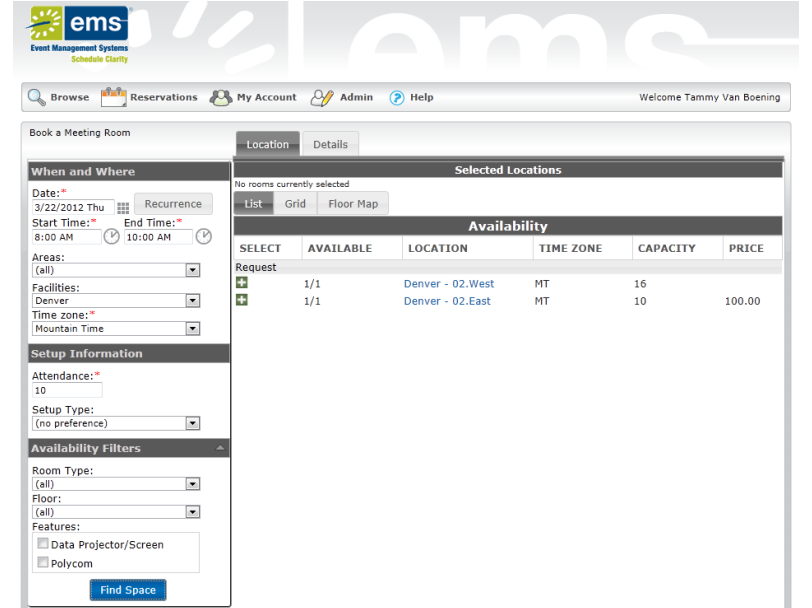 ems
Event Management Systems
Schedule Clarity
ems
Browse Reservations My Account Admin ? Help Welcome Tammy Van Boening
Book a Meeting Room
Location Details
When and Where
Date:*
3/22/2012 Thu Recurrence
Start Time:* End Time:*
8:00 AM 10:00 AM
Areas:
(all)
Facilities:
Denver
Time zone:*
Mountain Time
Setup Information
Attendance:*
10
Setup Type:
(no preference)
Availability Filters
Room Type:
(all)
Floor:
(all)
Features:
Data Projector/Screen
Polycom
Find Space
Selected Locations
No rooms currently selected
List Grid Floor Map
Availability
SELECT AVAILABLE LOCATION TIME ZONE CAPACITY PRICE
Request
1/1 Denver - 02.West MT 16
1/1 Denver - 02.East MT 10 100.00